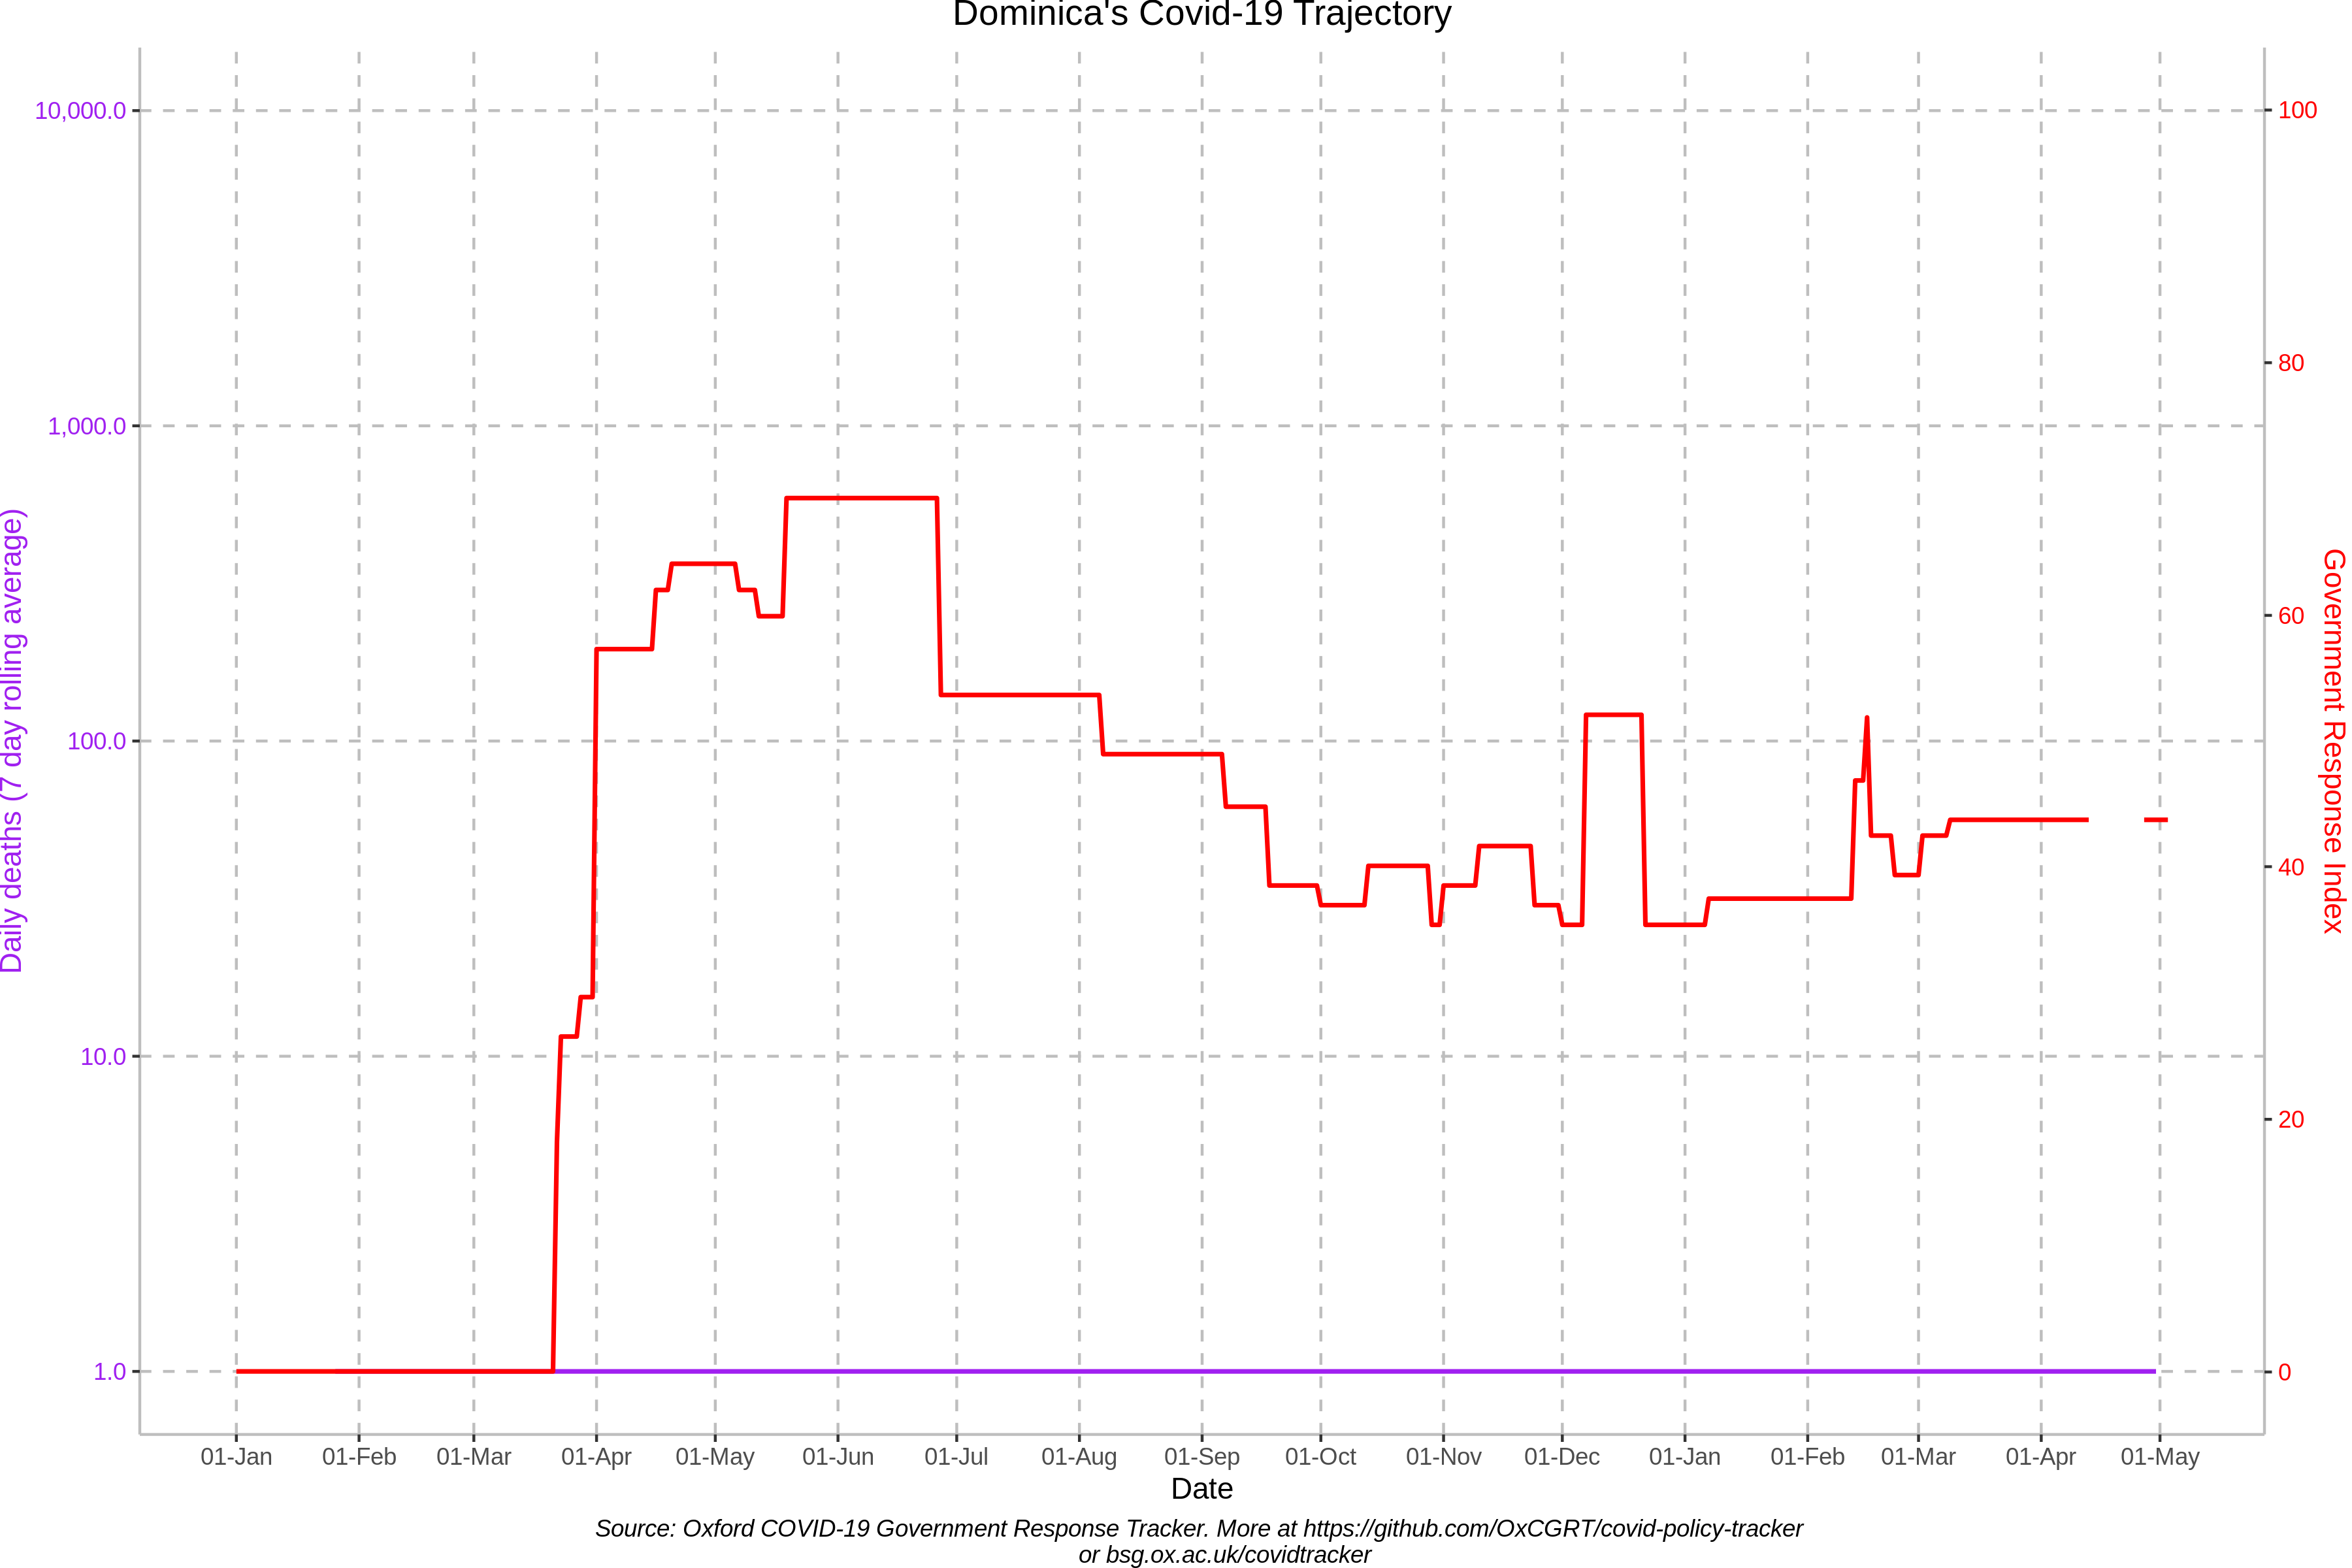 Dominica's Covid-19 Trajectory
10,000.0
1,000.0
100.0
10.0
1.0
Daily deaths (7 day rolling average)
100
80
60
40
20
0
Government Response Index
01-Jan 01-Feb 01-Mar 01-Apr 01-May 01-Jun 01-Jul 01-Aug 01-Sep 01-Oct 01-Nov 01-Dec 01-Jan 01-Feb 01-Mar 01-Apr 01-May
Date
Source: Oxford COVID-19 Government Response Tracker. More at https://github.com/OxCGRT/covid-policy-tracker
or bsg.ox.ac.uk/covidtracker